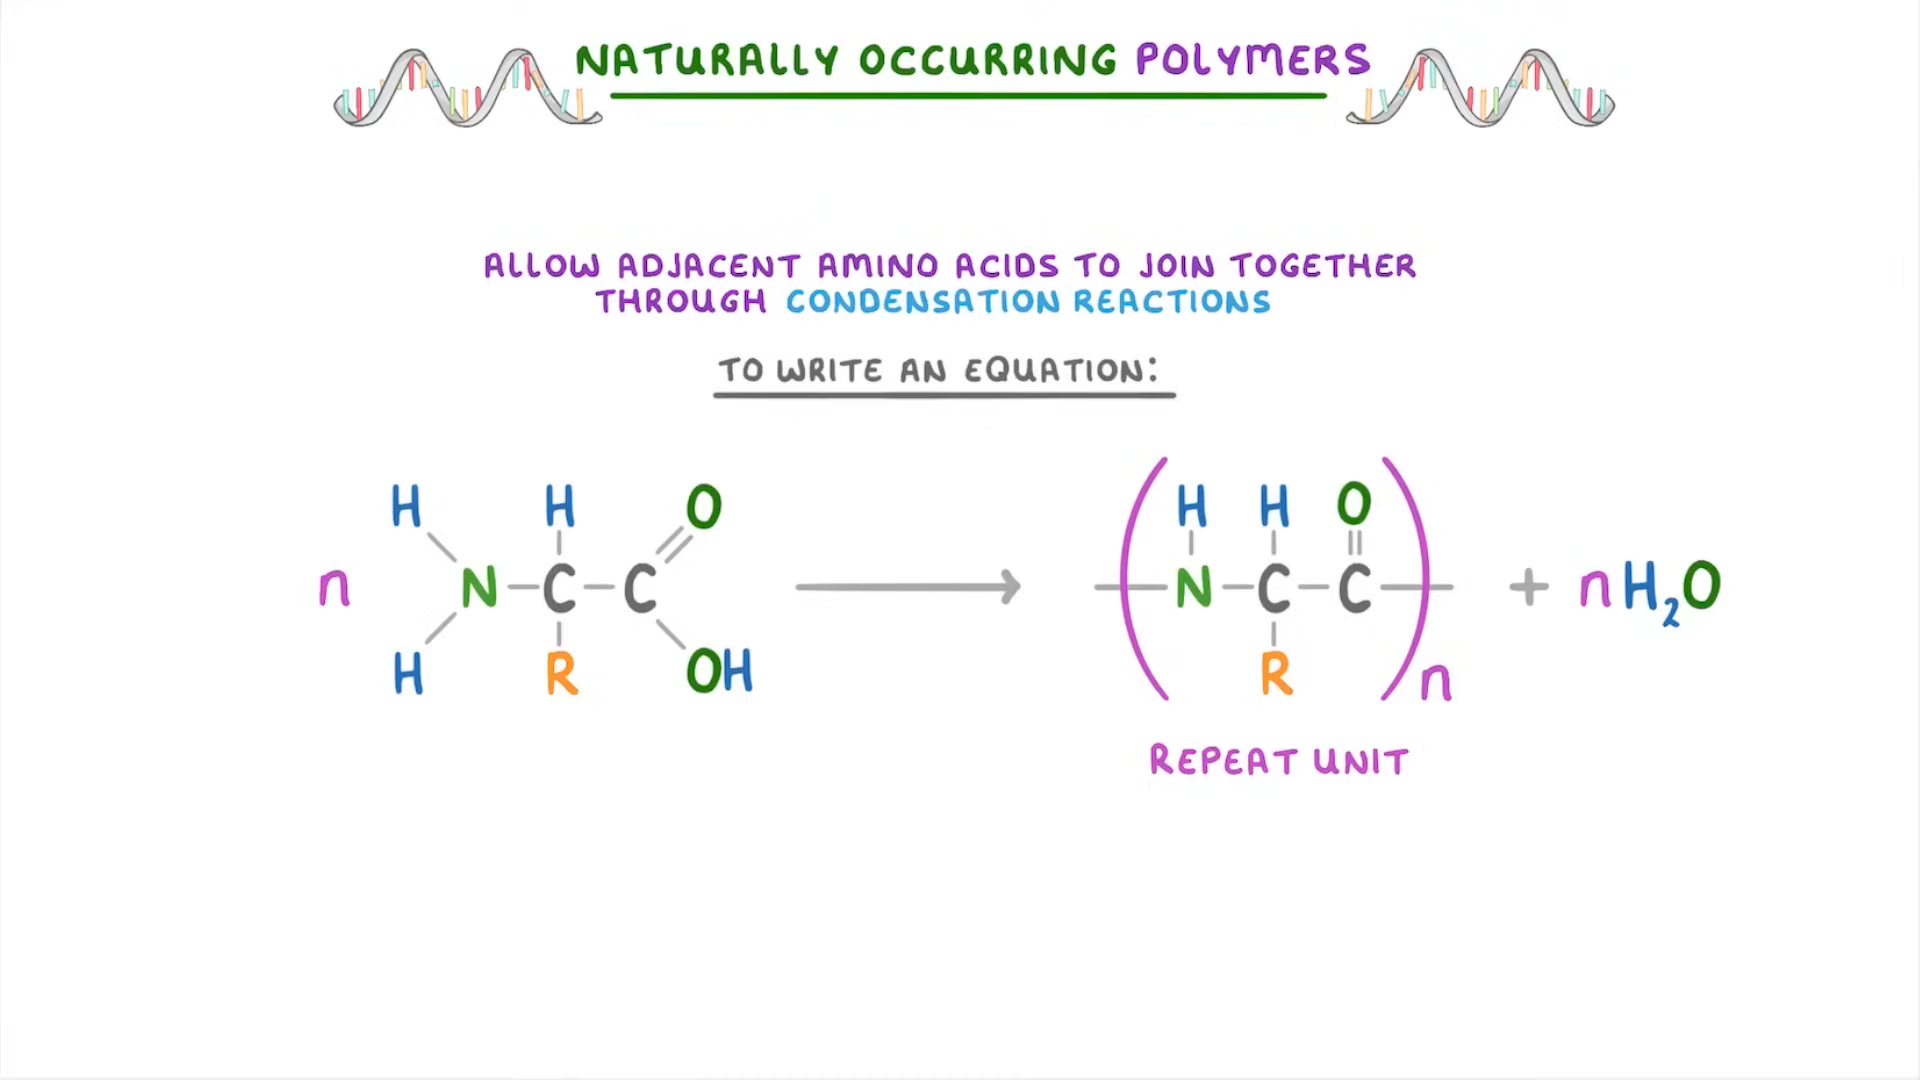 NATURALLY OCCURRING POLYMERS
ALLOW ADJACENT AMINO ACIDS TO JOIN TOGETHER
THROUGH CONDENSATION REACTIONS
TO WRITE AN EQUATION:
H H O H H O
n N C C N C C + nH₂O
H R OH R n
REPEAT UNIT